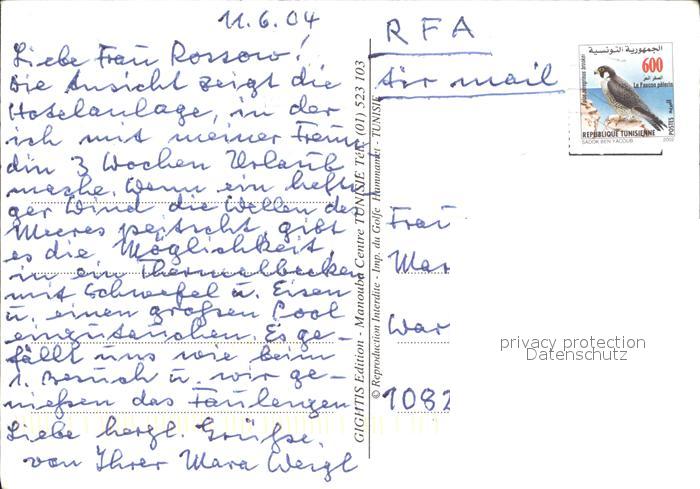 11.6.04
Liebe Frau Rossow!
Die Ansicht zeigt die
Hotelanlage, in der
ich mit meiner Freun-
din 3 Wochen Urlaub
mache. Wenn ein hefti-
ger Wind die Wellen des
Meeres peitscht, gibt
es die Möglichkeit,
in ein Thermalbecken
mit Schwefel u. Eisen
u. einen großen Pool
einzutauchen. Es ge-
fällt uns wie beim
1. Besuch u. wir ge-
nießen das Faulenzen
Liebe herzl. Grüße
von Ihrer Mara Weigl
GIGHTIS Edition - Manouba Centre TUNISIE Tél: (01) 523 103
© Reproduction Interdite - Imp. du Golfe - Hammamet - TUNISIE
RFA
Air mail
الجمهورية التونسية
600
Le Faucon pèlerin
REPUBLIQUE TUNISIENNE
POSTES
SADOK BEN YACOUB
2002
Frau
Mar
War
1082
privacy protection
Datenschutz